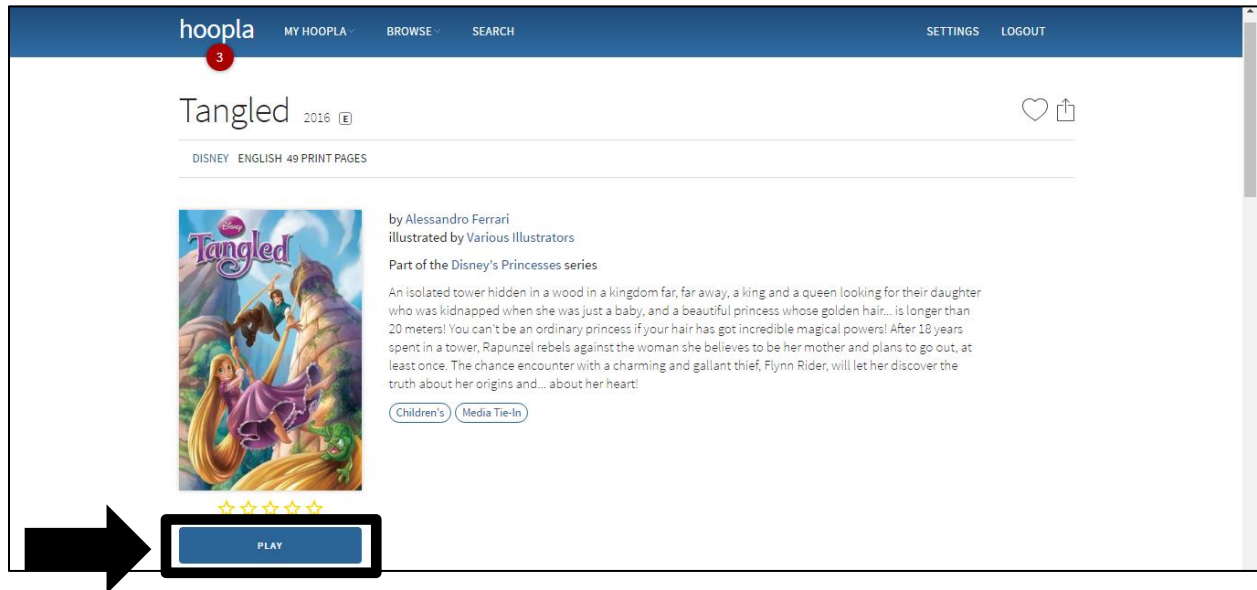 hoopla MY HOOPLA BROWSE SEARCH SETTINGS LOGOUT
3
Tangled 2016 E
DISNEY ENGLISH 49 PRINT PAGES
Disney
Tangled
by Alessandro Ferrari
illustrated by Various Illustrators
Part of the Disney's Princesses series
An isolated tower hidden in a wood in a kingdom far, far away, a king and a queen looking for their daughter
who was kidnapped when she was just a baby, and a beautiful princess whose golden hair... is longer than
20 meters! You can't be an ordinary princess if your hair has got incredible magical powers! After 18 years
spent in a tower, Rapunzel rebels against the woman she believes to be her mother and plans to go out, at
least once. The chance encounter with a charming and gallant thief, Flynn Rider, will let her discover the
truth about her origins and... about her heart!
Children's Media Tie-In
PLAY